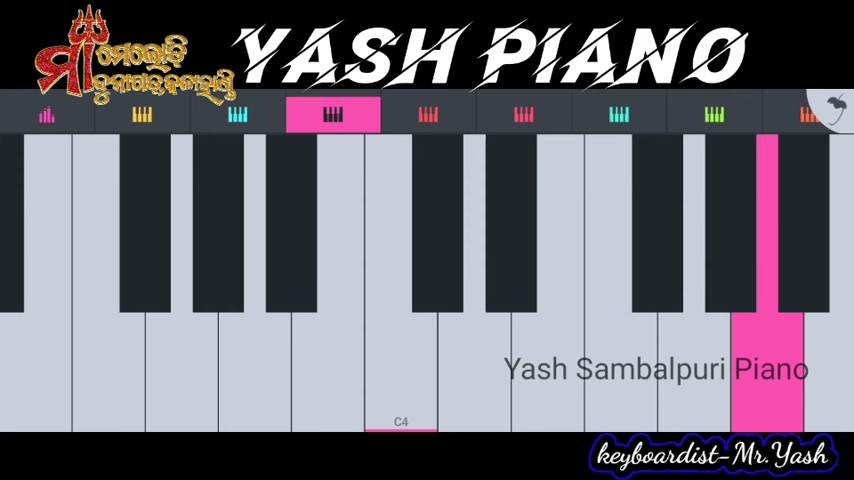 YASH PIANO
ମାଁ ମେଲୋଡ଼ି
C4
Yash Sambalpuri Piano
keyboardist-Mr.Yash